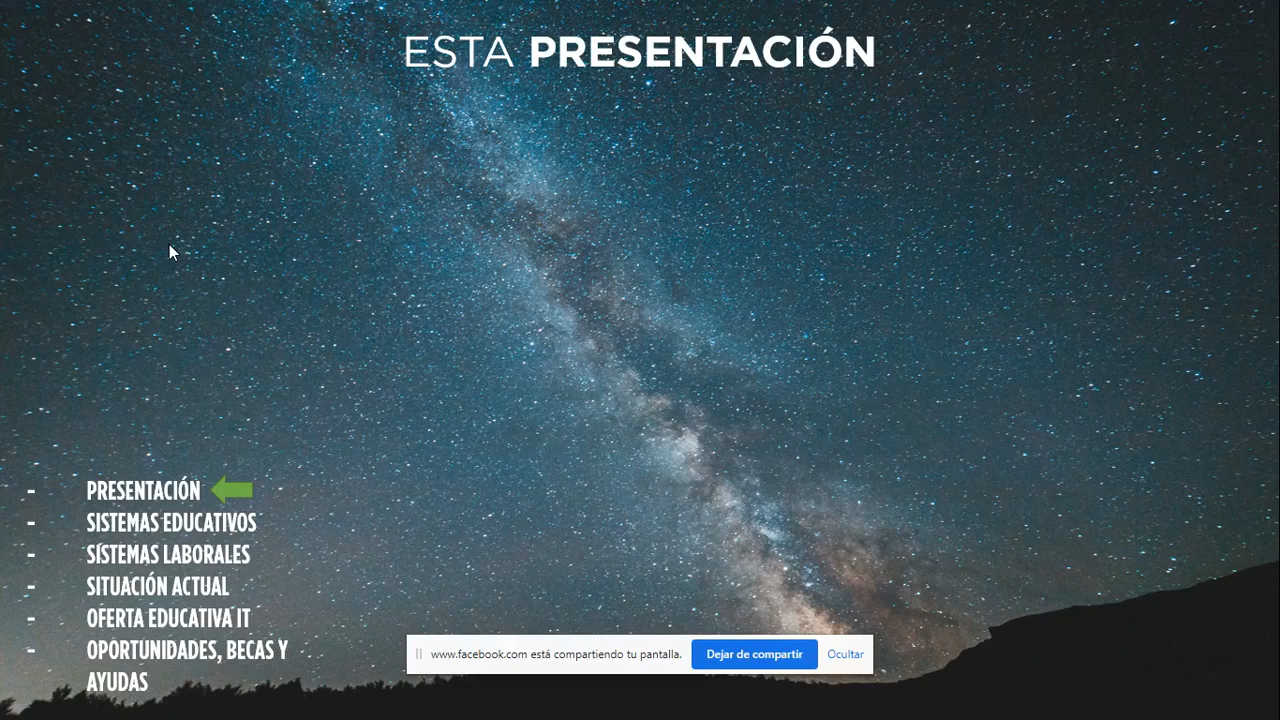 ESTA PRESENTACIÓN
- PRESENTACIÓN
- SISTEMAS EDUCATIVOS
- SISTEMAS LABORALES
- SITUACIÓN ACTUAL
- OFERTA EDUCATIVA IT
- OPORTUNIDADES, BECAS Y
AYUDAS
www.facebook.com está compartiendo tu pantalla. Dejar de compartir Ocultar